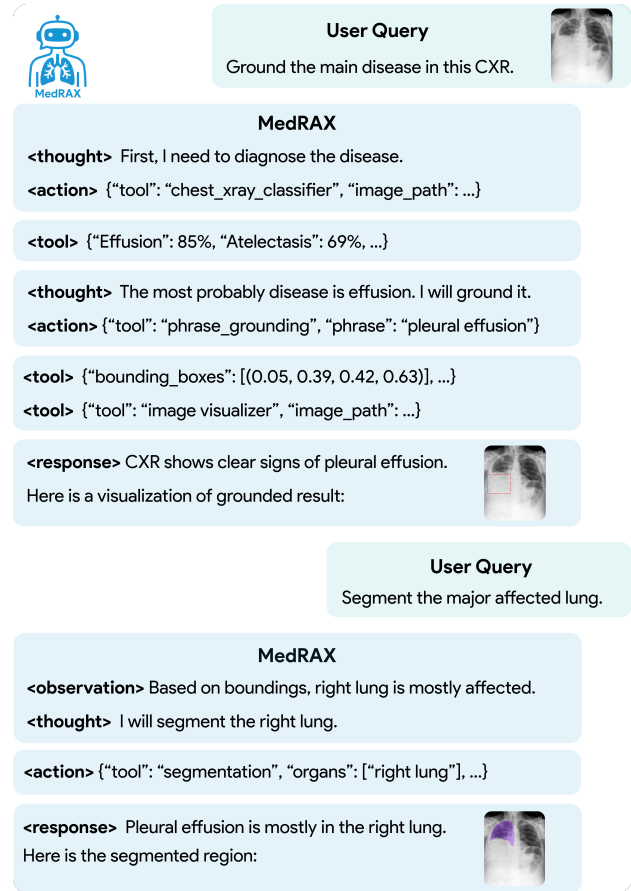 MedRAX
User Query
Ground the main disease in this CXR.
MedRAX
<thought> First, I need to diagnose the disease.
<action> {“tool”: “chest_xray_classifier”, “image_path”: ...}
<tool> {“Effusion”: 85%, “Atelectasis”: 69%, ...}
<thought> The most probably disease is effusion. I will ground it.
<action> {“tool”: “phrase_grounding”, “phrase”: “pleural effusion”}
<tool> {“bounding_boxes”: [(0.05, 0.39, 0.42, 0.63)], ...}
<tool> {“tool”: “image visualizer”, “image_path”: ...}
<response> CXR shows clear signs of pleural effusion.
Here is a visualization of grounded result:
User Query
Segment the major affected lung.
MedRAX
<observation> Based on boundings, right lung is mostly affected.
<thought> I will segment the right lung.
<action> {“tool”: “segmentation”, “organs”: [“right lung”], ...}
<response> Pleural effusion is mostly in the right lung.
Here is the segmented region: